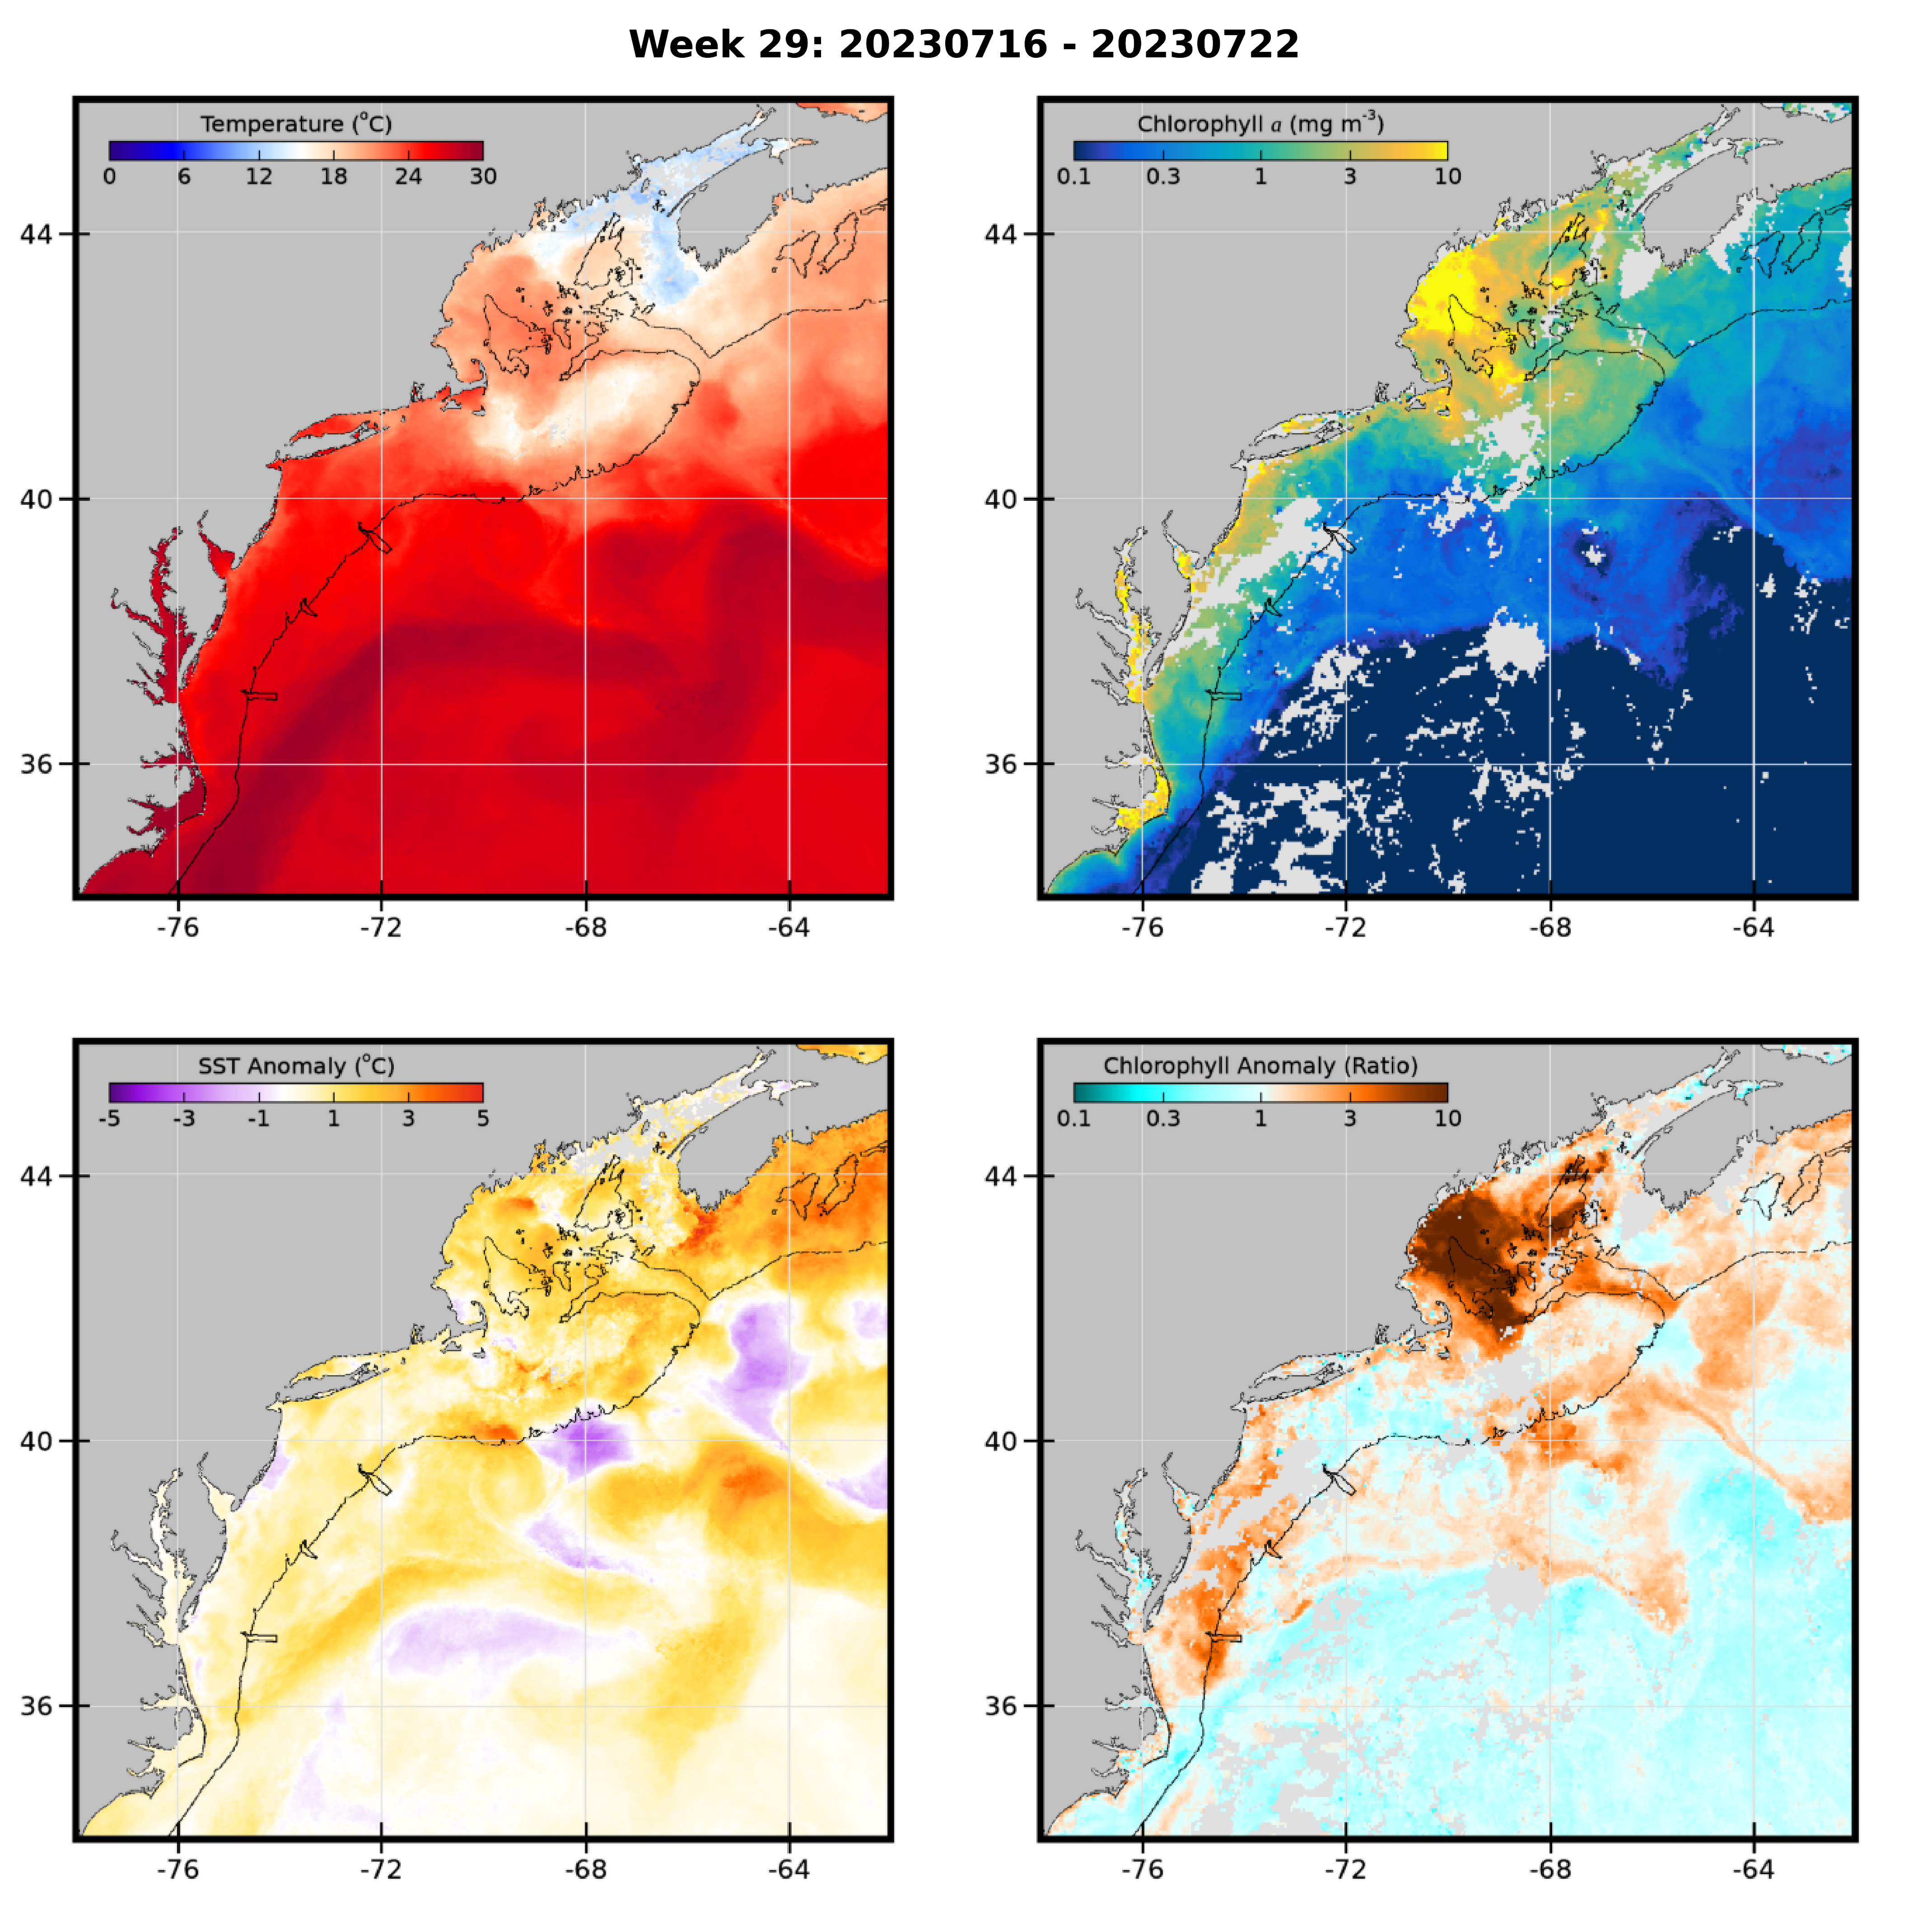 Week 29: 20230716 - 20230722
Temperature (°C)
0 6 12 18 24 30
44
40
36
-76 -72 -68 -64
Chlorophyll a (mg m⁻³)
0.1 0.3 1 3 10
44
40
36
-76 -72 -68 -64
SST Anomaly (°C)
-5 -3 -1 1 3 5
44
40
36
-76 -72 -68 -64
Chlorophyll Anomaly (Ratio)
0.1 0.3 1 3 10
44
40
36
-76 -72 -68 -64